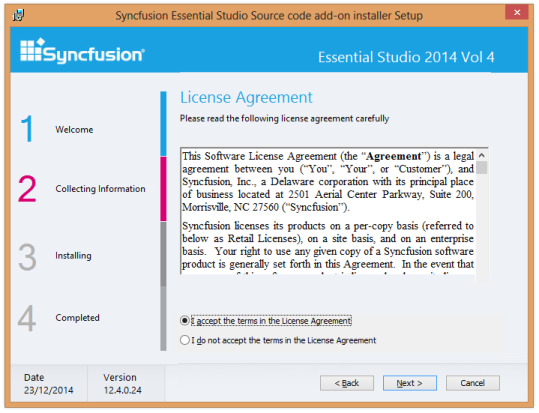 Syncfusion Essential Studio Source code add-on installer Setup
Syncfusion®
Essential Studio 2014 Vol 4
License Agreement
Please read the following license agreement carefully
1 Welcome
2 Collecting Information
3 Installing
4 Completed
This Software License Agreement (the “Agreement”) is a legal
agreement between you (“You”, “Your”, or “Customer”), and
Syncfusion, Inc., a Delaware corporation with its principal place
of business located at 2501 Aerial Center Parkway, Suite 200,
Morrisville, NC 27560 (“Syncfusion”).
Syncfusion licenses its products on a per-copy basis (referred to
below as Retail Licenses), on a site basis, and on an enterprise
basis. Your right to use any given copy of a Syncfusion software
product is generally set forth in this Agreement. In the event that
I accept the terms in the License Agreement
I do not accept the terms in the License Agreement
Date
23/12/2014
Version
12.4.0.24
< Back
Next >
Cancel